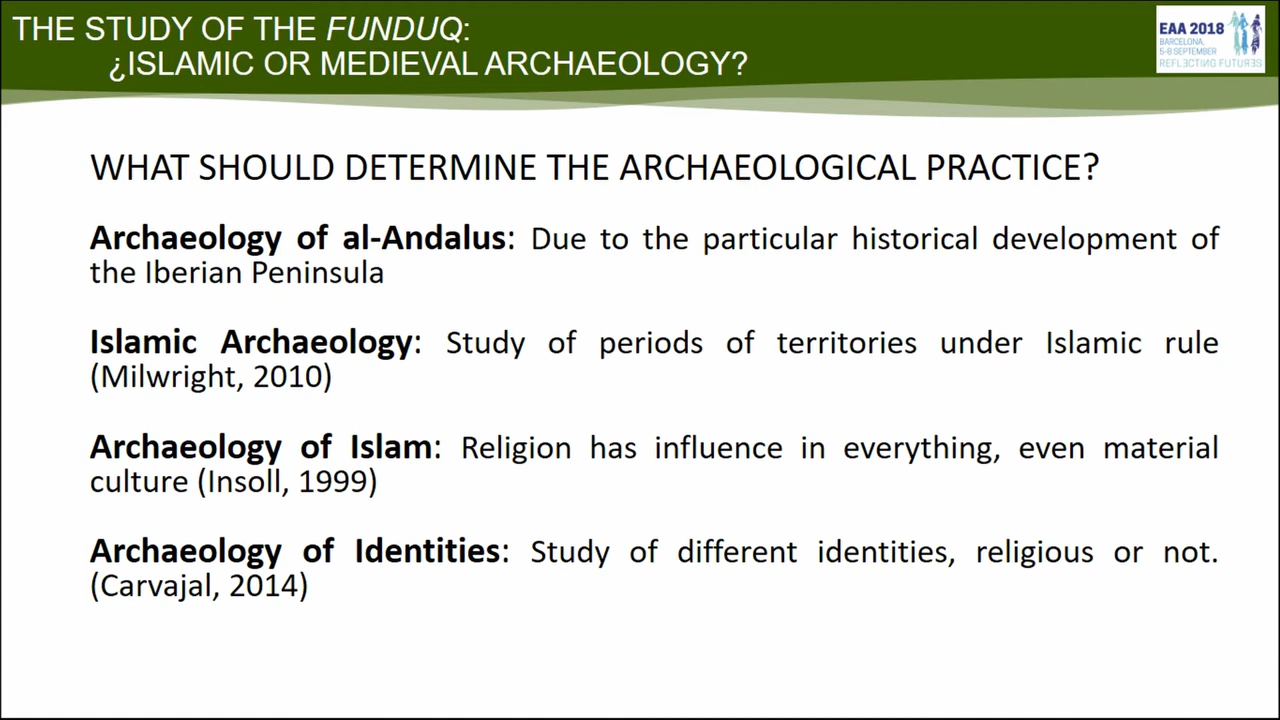 THE STUDY OF THE FUNDUQ:
¿ISLAMIC OR MEDIEVAL ARCHAEOLOGY?
EAA 2018
BARCELONA,
5-8 SEPTEMBER
REFLECTING FUTURES
WHAT SHOULD DETERMINE THE ARCHAEOLOGICAL PRACTICE?
Archaeology of al-Andalus: Due to the particular historical development of
the Iberian Peninsula
Islamic Archaeology: Study of periods of territories under Islamic rule
(Milwright, 2010)
Archaeology of Islam: Religion has influence in everything, even material
culture (Insoll, 1999)
Archaeology of Identities: Study of different identities, religious or not.
(Carvajal, 2014)